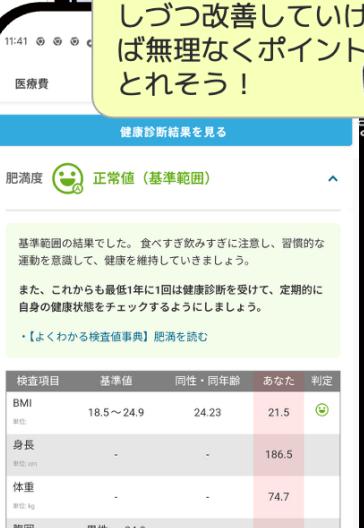 しづつ改善していけ
ば無理なくポイント
とれそう！
11:41
医療費
健康診断結果を見る
肥満度 正常値（基準範囲）
基準範囲の結果でした。 食べすぎ飲みすぎに注意し、習慣的な
運動を意識して、健康を維持していきましょう。
また、これからも最低1年に1回は健康診断を受けて、定期的に
自身の健康状態をチェックするようにしましょう。
・【よくわかる検査値事典】肥満を読む
検査項目 基準値 同性・同年齢 あなた 判定
BMI
単位:
18.5～24.9 24.23 21.5
身長
単位: cm
- - 186.5
体重
単位: kg
- - 74.7